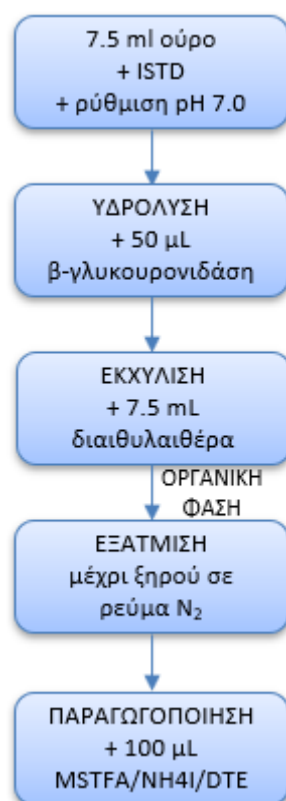 7.5 ml ούρο
+ ISTD
+ ρύθμιση pH 7.0
ΥΔΡΟΛΥΣΗ
+ 50 μL
β-γλυκουρονιδάση
ΕΚΧΥΛΙΣΗ
+ 7.5 mL
διαιθυλαιθέρα
ΟΡΓΑΝΙΚΗ
ΦΑΣΗ
ΕΞΑΤΜΙΣΗ
μέχρι ξηρού σε
ρεύμα N₂
ΠΑΡΑΓΩΓΟΠΟΙΗΣΗ
+ 100 μL
MSTFA/NH4I/DTE